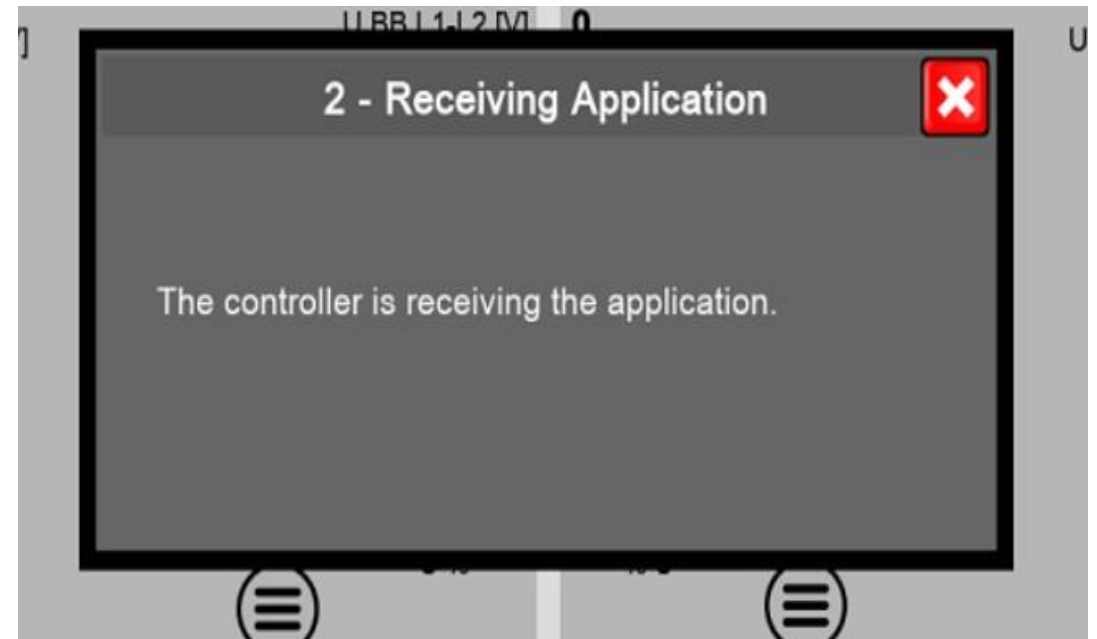 U BB L1-L2 [V] 0
U
2 - Receiving Application
The controller is receiving the application.